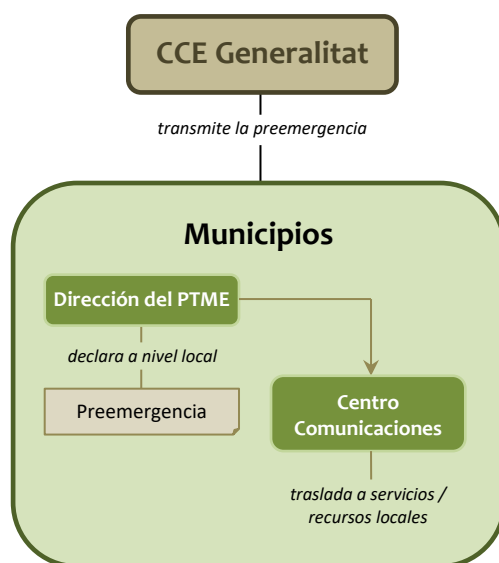 CCE Generalitat
transmite la preemergencia
Municipios
Dirección del PTME
declara a nivel local
Preemergencia
Centro
Comunicaciones
traslada a servicios /
recursos locales